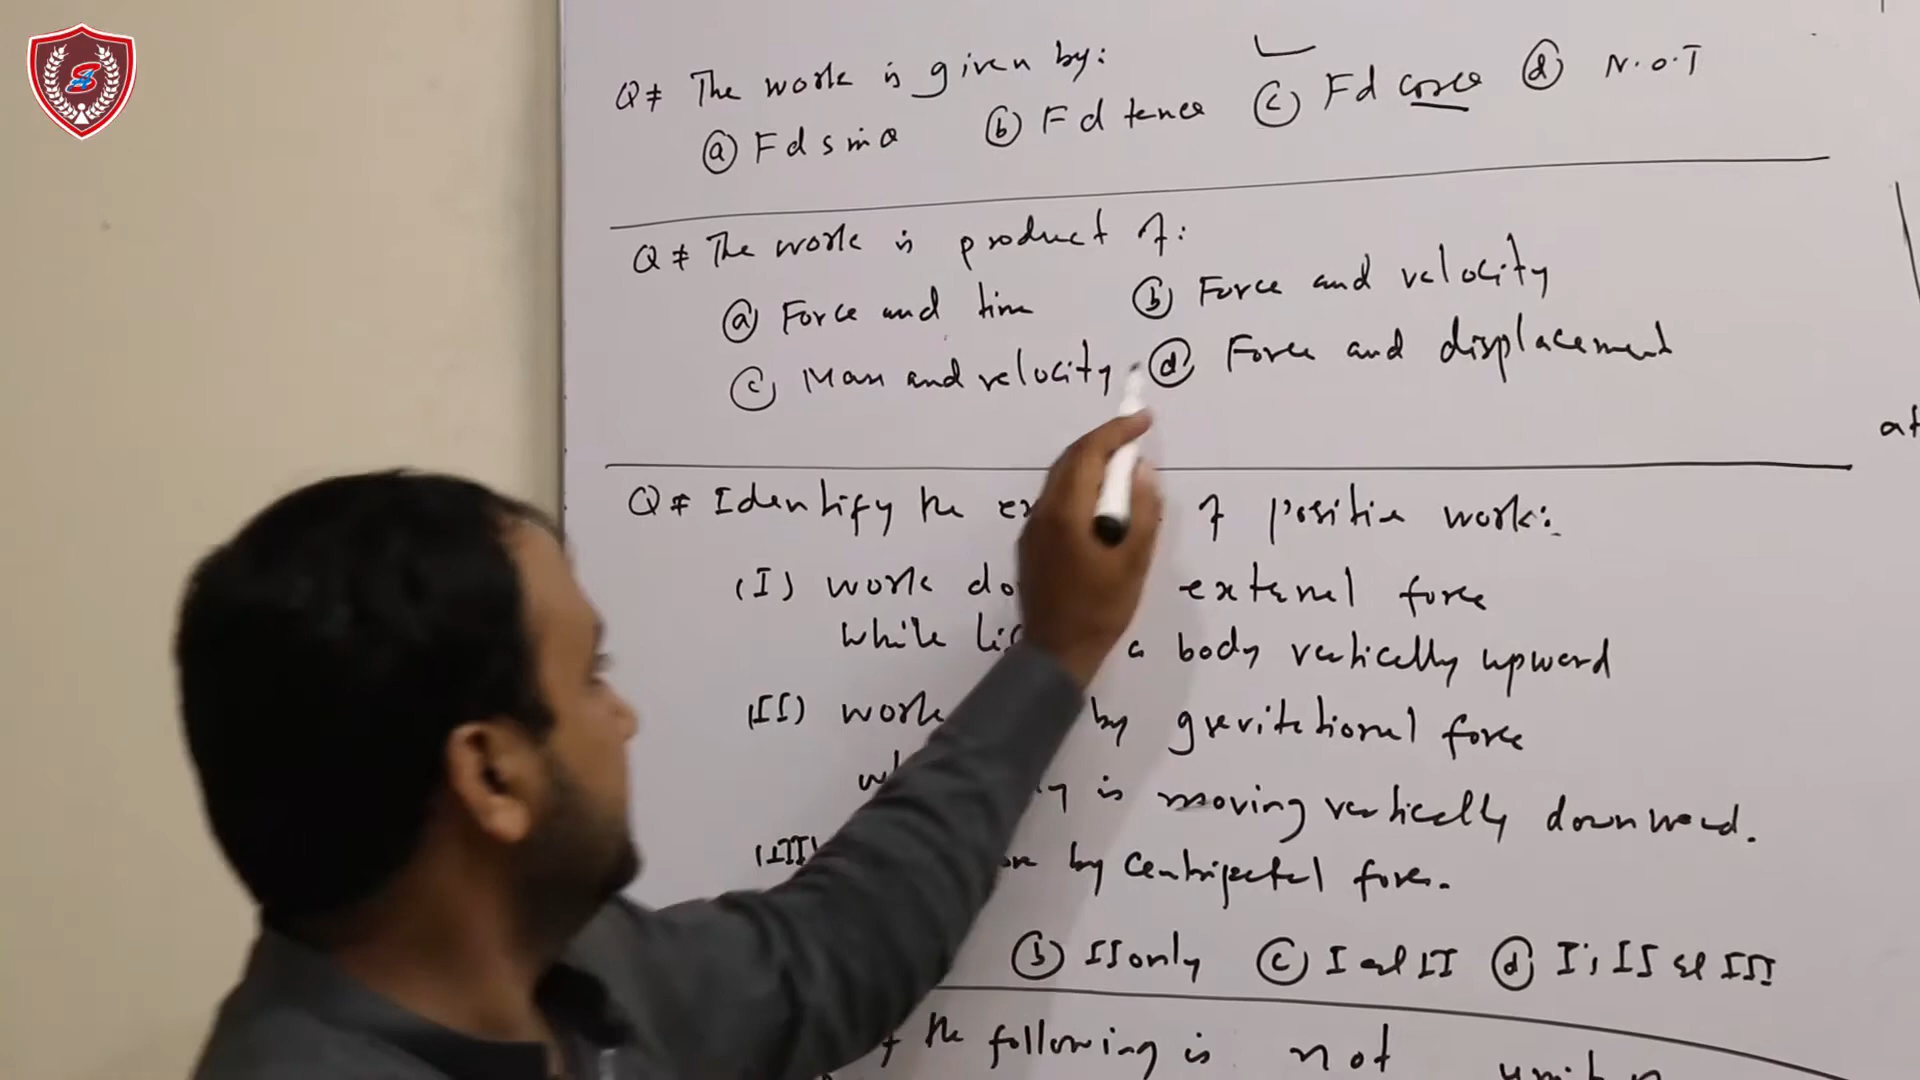 Q# The work is given by:
(a) Fd sinθ (b) Fd tanθ (c) Fd cosθ (d) N.O.T
Q# The work is product of:
(a) Force and time (b) Force and velocity
(c) Mass and velocity (d) Force and displacement
Q# Identify the of positive work:
(I) work external force
while a body vertically upward
(II) work by gravitational force
is moving vertically downward.
(III) by centripetal force.
(b) II only (c) I and II (d) I, II and III
the following is not